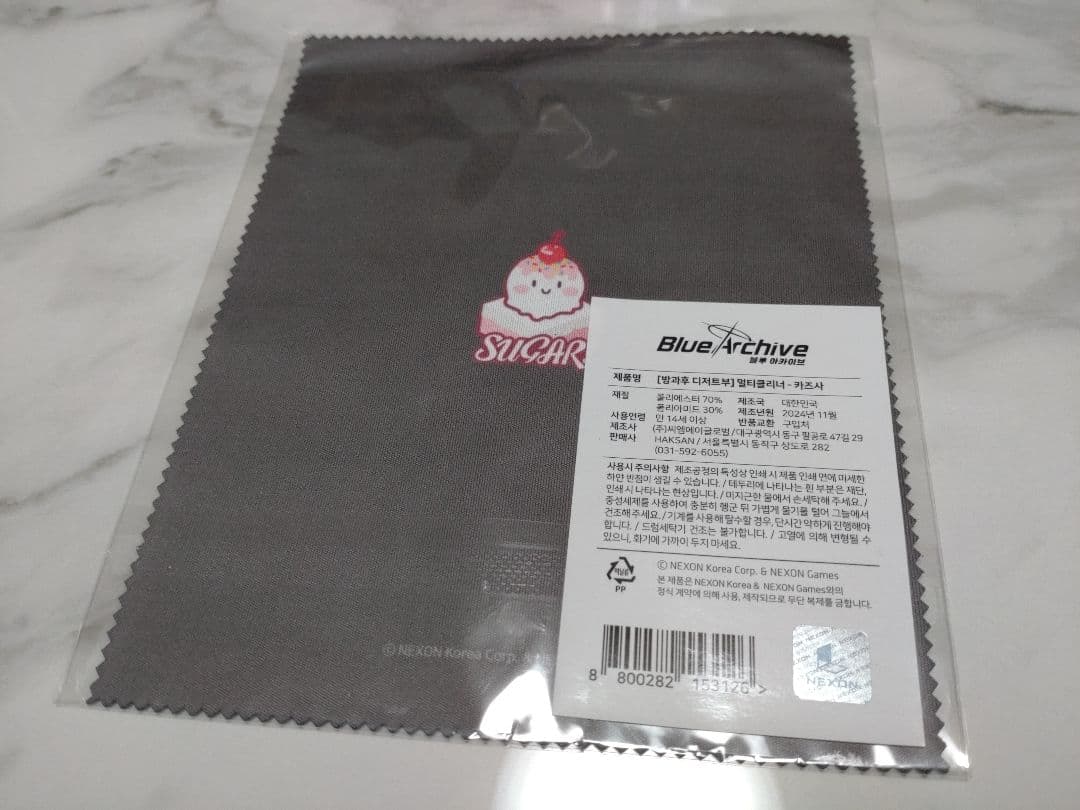 SUGAR
Blue Archive
블루 아카이브
제품명 [방과후 디저트부] 멀티클리너 - 카즈사
재질 폴리에스터 70% 제조국 대한민국
폴리아미드 30% 제조년월 2024년 11월
사용연령 만 14세 이상 반품교환 구입처
제조사 (주)씨엠에이글로벌 / 대구광역시 동구 팔공로 47길 29
판매사 HAKSAN / 서울특별시 동작구 상도로 282
(031-592-6055)
사용시 주의사항 제조공정의 특성상 인쇄 시 제품 인쇄 면에 미세한
하얀 반점이 생길 수 있습니다. / 테두리에 나타나는 흰 부분은 재단,
인쇄 시 나타나는 현상입니다. / 미지근한 물에서 손세탁해 주세요. /
중성세제를 사용하여 충분히 헹군 뒤 가볍게 물기를 털어 그늘에서
건조해 주세요. / 기계를 사용해 탈수할 경우, 단시간 약하게 진행해야
합니다. / 드럼세탁기 건조는 불가합니다. / 고열에 의해 변형될 수
있으니, 화기에 가까이 두지 마세요.
비닐류
PP
© NEXON Korea Corp. & NEXON Games
본 제품은 NEXON Korea & NEXON Games와의
정식 계약에 의해 사용, 제작되므로 무단 복제를 금합니다.
8 800282 153126 >
NEXON
© NEXON Korea Corp. & NE